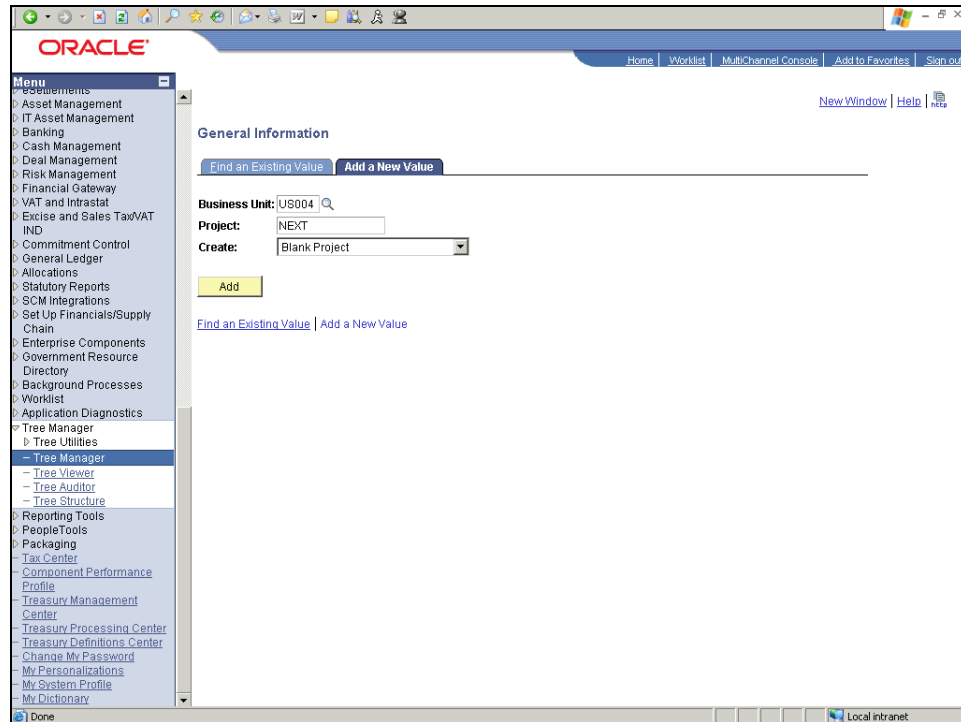 ORACLE'
Home | Worklist | MultiChannel Console | Add to Favorites | Sign out
Menu
eSettlements
Asset Management
IT Asset Management
Banking
Cash Management
Deal Management
Risk Management
Financial Gateway
VAT and Intrastat
Excise and Sales Tax/VAT
IND
Commitment Control
General Ledger
Allocations
Statutory Reports
SCM Integrations
Set Up Financials/Supply
Chain
Enterprise Components
Government Resource
Directory
Background Processes
Worklist
Application Diagnostics
Tree Manager
Tree Utilities
– Tree Manager
– Tree Viewer
– Tree Auditor
– Tree Structure
Reporting Tools
PeopleTools
Packaging
– Tax Center
– Component Performance
Profile
– Treasury Management
Center
– Treasury Processing Center
– Treasury Definitions Center
– Change My Password
– My Personalizations
– My System Profile
– My Dictionary
New Window | Help | http
General Information
Find an Existing Value
Add a New Value
Business Unit: US004
Project: NEXT
Create: Blank Project
Add
Find an Existing Value | Add a New Value
Done
Local intranet